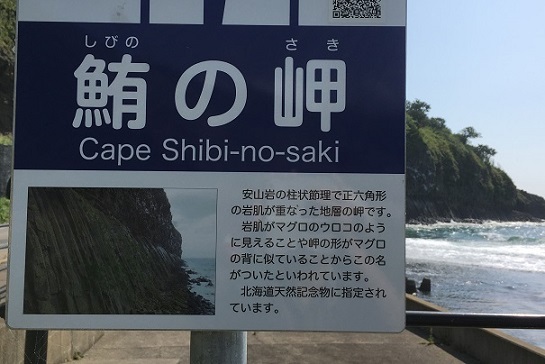 しびの さき
鮪の岬
Cape Shibi-no-saki
安山岩の柱状節理で正六角形
の岩肌が重なった地層の岬です。
岩肌がマグロのウロコのよう
に見えることや岬の形がマグロ
の背に似ていることからこの名
がついたといわれています。
北海道天然記念物に指定され
ています。